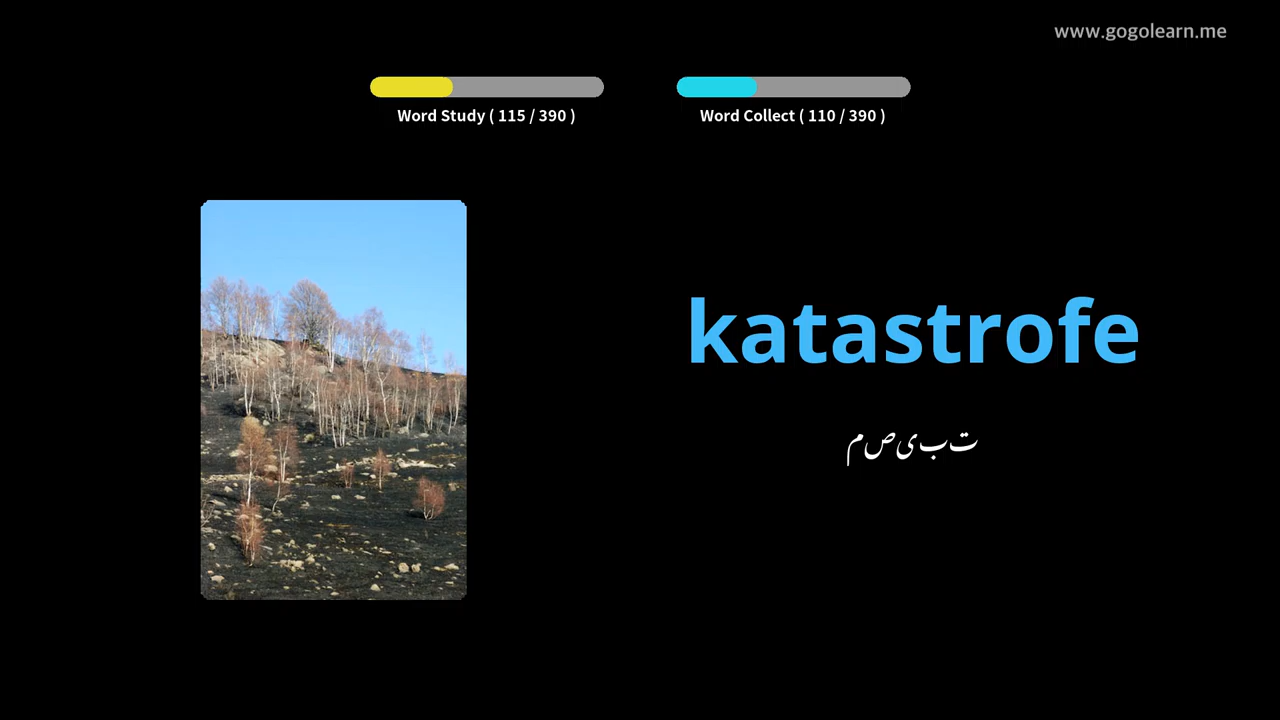 www.gogolearn.me
Word Study ( 115 / 390 )
Word Collect ( 110 / 390 )
katastrofe
مصیبت